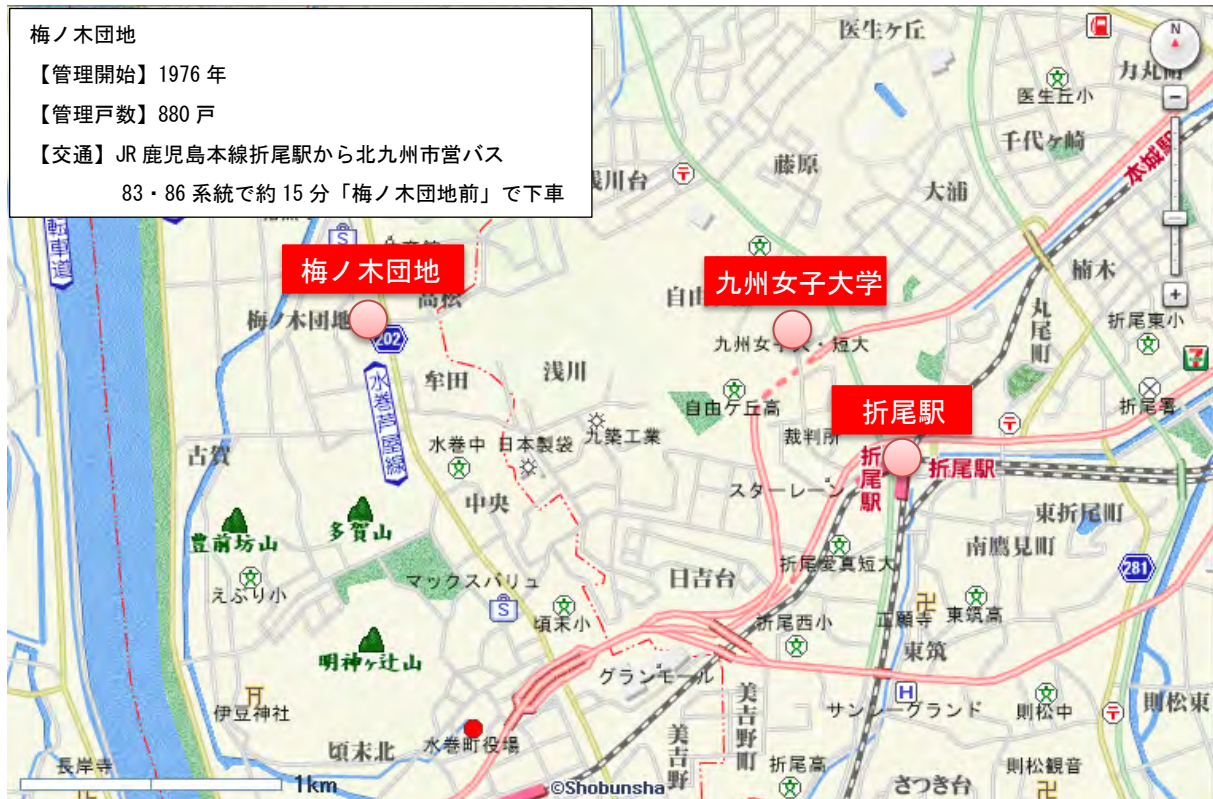 梅ノ木団地
【管理開始】1976年
【管理戸数】880戸
【交通】JR鹿児島本線折尾駅から北九州市営バス
83・86系統で約15分「梅ノ木団地前」で下車
医生ケ丘
N
医生丘小
千代ケ崎
本城駅
藤原
浅川台
大浦
楠木
転車道
S
梅ノ木団地
高松
九州女子大学
自由
丸尾町
折尾東小
梅ノ木団地
202
九州女子大・短大
水巻芦屋線
牟田
浅川
自由ケ丘高
折尾駅
折尾署
裁判所
九築工業
水巻中
日本製袋
古賀
折尾駅
折尾駅
スターレーン
中央
東折尾町
多賀山
豊前坊山
南鷹見町
折尾愛真短大
281
えぶり小
マックスバリュ
S
日吉台
頃末小
折尾西小
正願寺
東筑高
東筑
明神ヶ辻山
グランモール
H
サンレーグランド
則松中
則松東
伊豆神社
美吉野町
美吉野
水巻町役場
頃末北
長岸寺
折尾高
則松観音
さつき台
1km
©Shobunsha